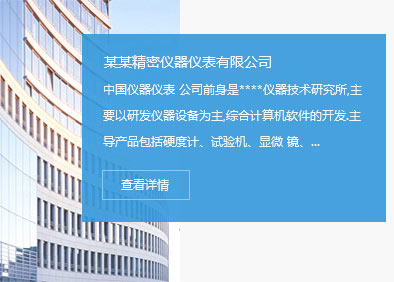 某某精密仪器仪表有限公司
中国仪器仪表 公司前身是****仪器技术研究所,主
要以研发仪器设备为主,综合计算机软件的开发.主
导产品包括硬度计、试验机、显微 镜、...
查看详情